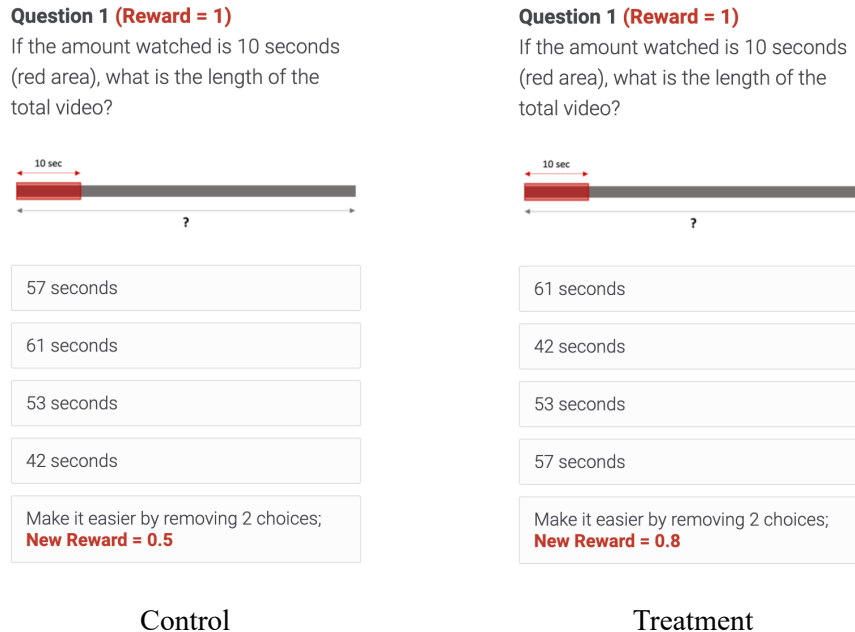 Question 1 (Reward = 1)
If the amount watched is 10 seconds
(red area), what is the length of the
total video?
10 sec
?
57 seconds
61 seconds
53 seconds
42 seconds
Make it easier by removing 2 choices;
New Reward = 0.5
Control
Question 1 (Reward = 1)
If the amount watched is 10 seconds
(red area), what is the length of the
total video?
10 sec
?
61 seconds
42 seconds
53 seconds
57 seconds
Make it easier by removing 2 choices;
New Reward = 0.8
Treatment